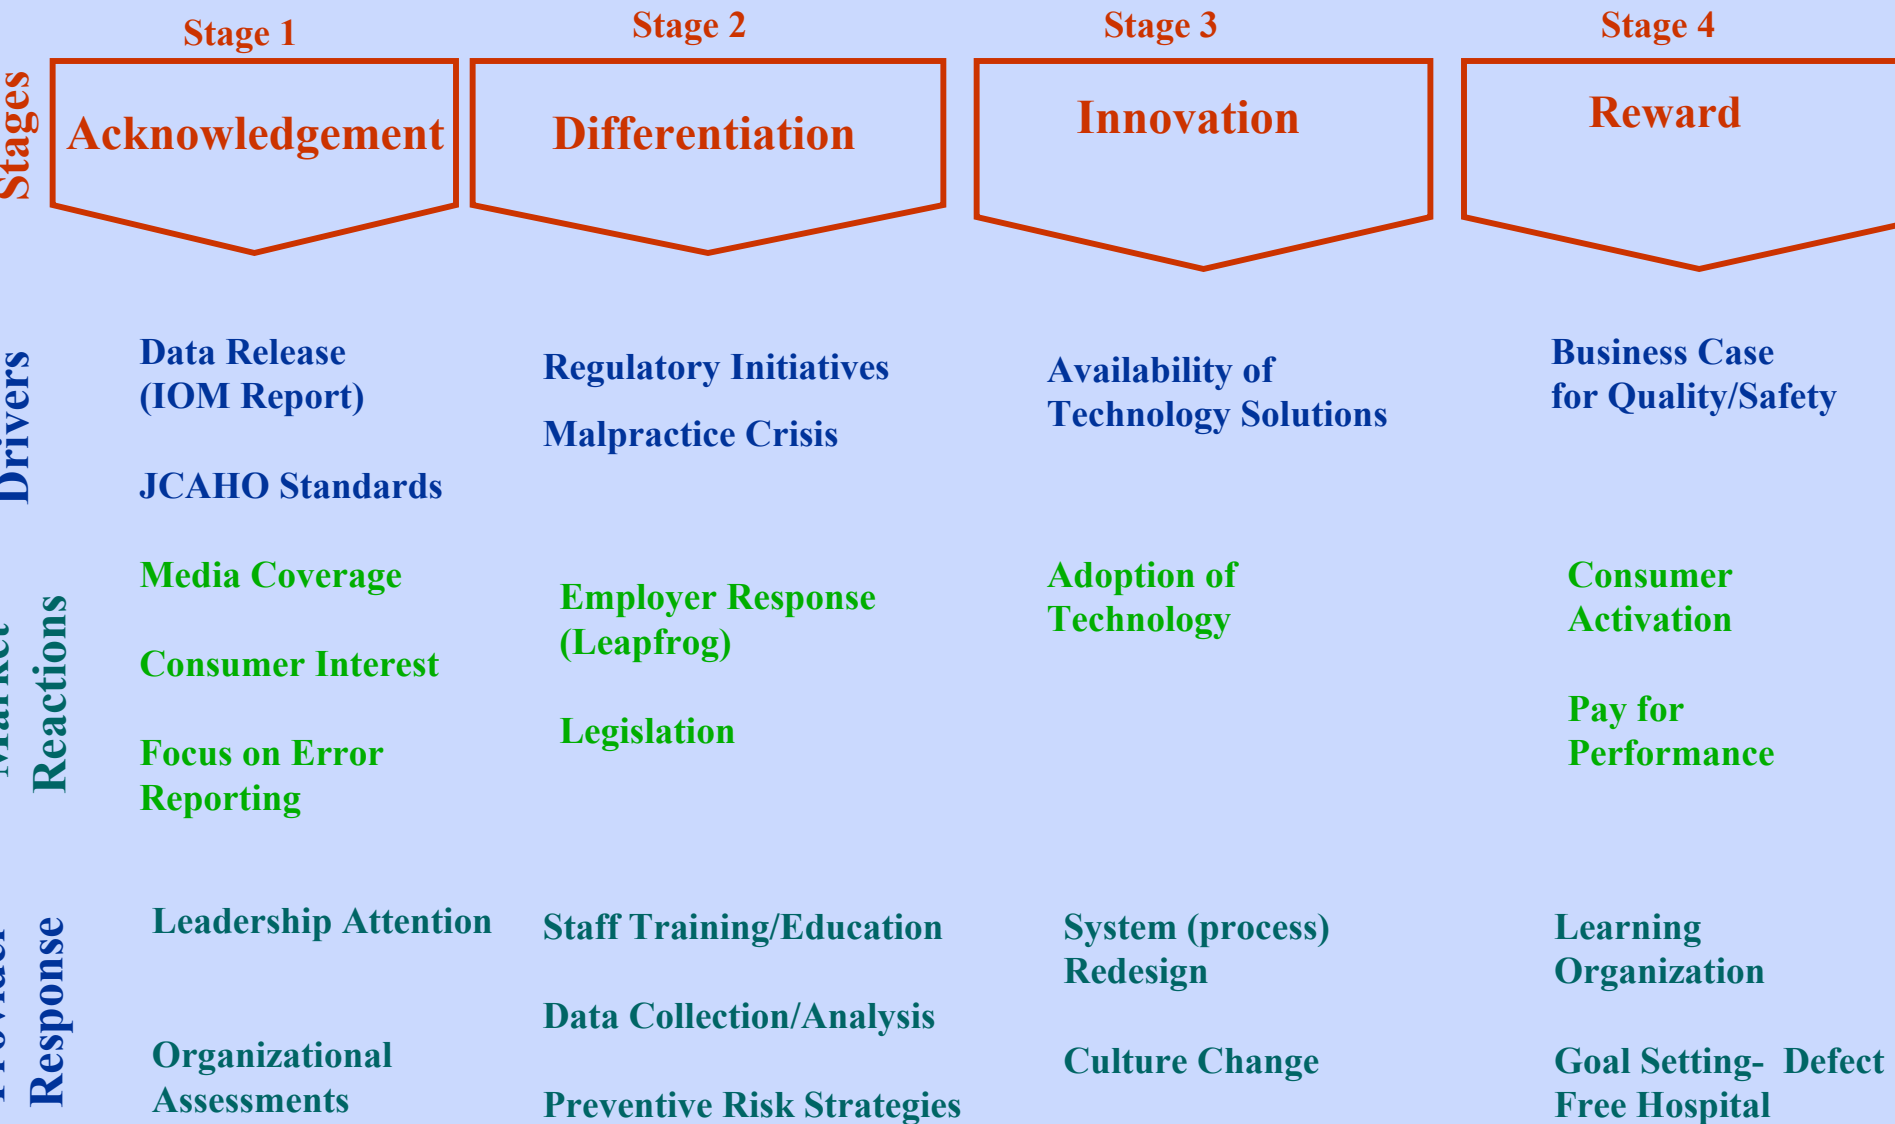 Stage 1
Stage 2
Stage 3
Stage 4
Stages
Acknowledgement
Differentiation
Innovation
Reward
Drivers
Data Release
(IOM Report)
JCAHO Standards
Regulatory Initiatives
Malpractice Crisis
Availability of
Technology Solutions
Business Case
for Quality/Safety
Market
Reactions
Media Coverage
Consumer Interest
Focus on Error
Reporting
Employer Response
(Leapfrog)
Legislation
Adoption of
Technology
Consumer
Activation
Pay for
Performance
Provider
Response
Leadership Attention
Organizational
Assessments
Staff Training/Education
Data Collection/Analysis
Preventive Risk Strategies
System (process)
Redesign
Culture Change
Learning
Organization
Goal Setting-  Defect
Free Hospital